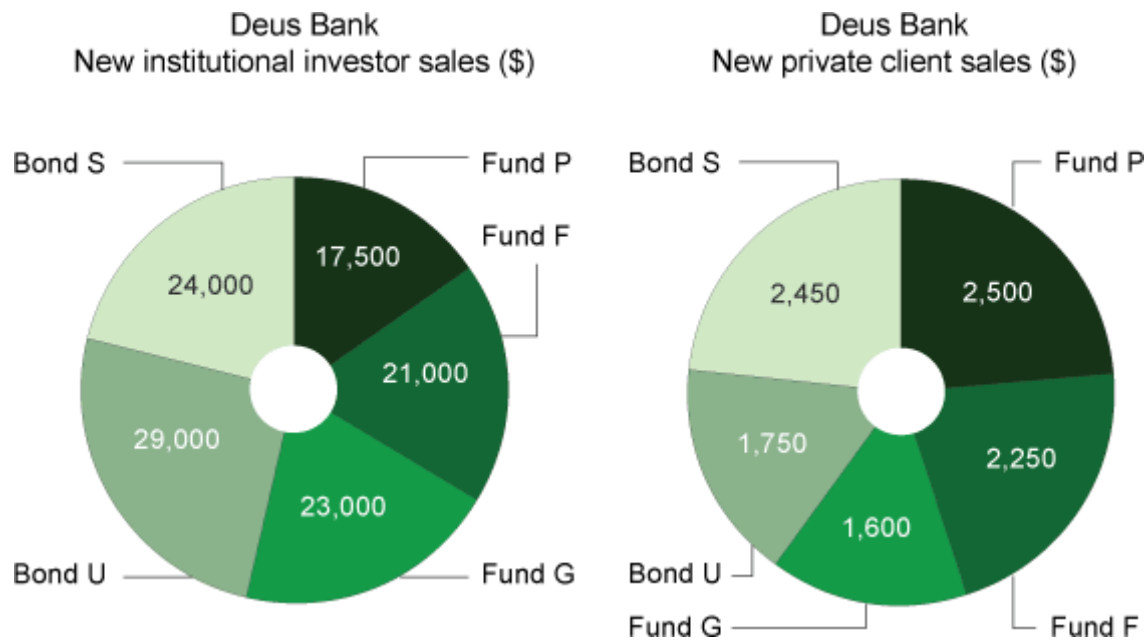 Deus Bank
New institutional investor sales ($)
Bond S
Fund P
Fund F
17,500
24,000
21,000
29,000
23,000
Bond U
Fund G
Deus Bank
New private client sales ($)
Bond S
Fund P
2,450
2,500
1,750
2,250
1,600
Bond U
Fund G
Fund F